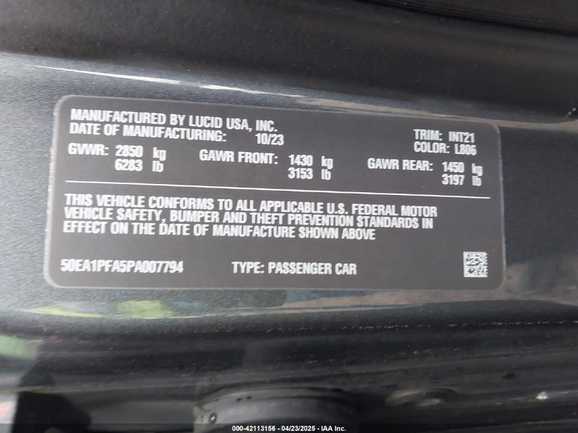 MANUFACTURED BY LUCID USA, INC.
DATE OF MANUFACTURING: 10/23
TRIM: INT21
COLOR: L806
GVWR: 2850 kg GAWR FRONT: 1430 kg GAWR REAR: 1450 kg
6283 lb 3153 lb 3197 lb
THIS VEHICLE CONFORMS TO ALL APPLICABLE U.S. FEDERAL MOTOR
VEHICLE SAFETY, BUMPER AND THEFT PREVENTION STANDARDS IN
EFFECT ON THE DATE OF MANUFACTURE SHOWN ABOVE
50EA1PFA5PA007794 TYPE: PASSENGER CAR
000-42113156 - 04/23/2025 - IAAI.COM